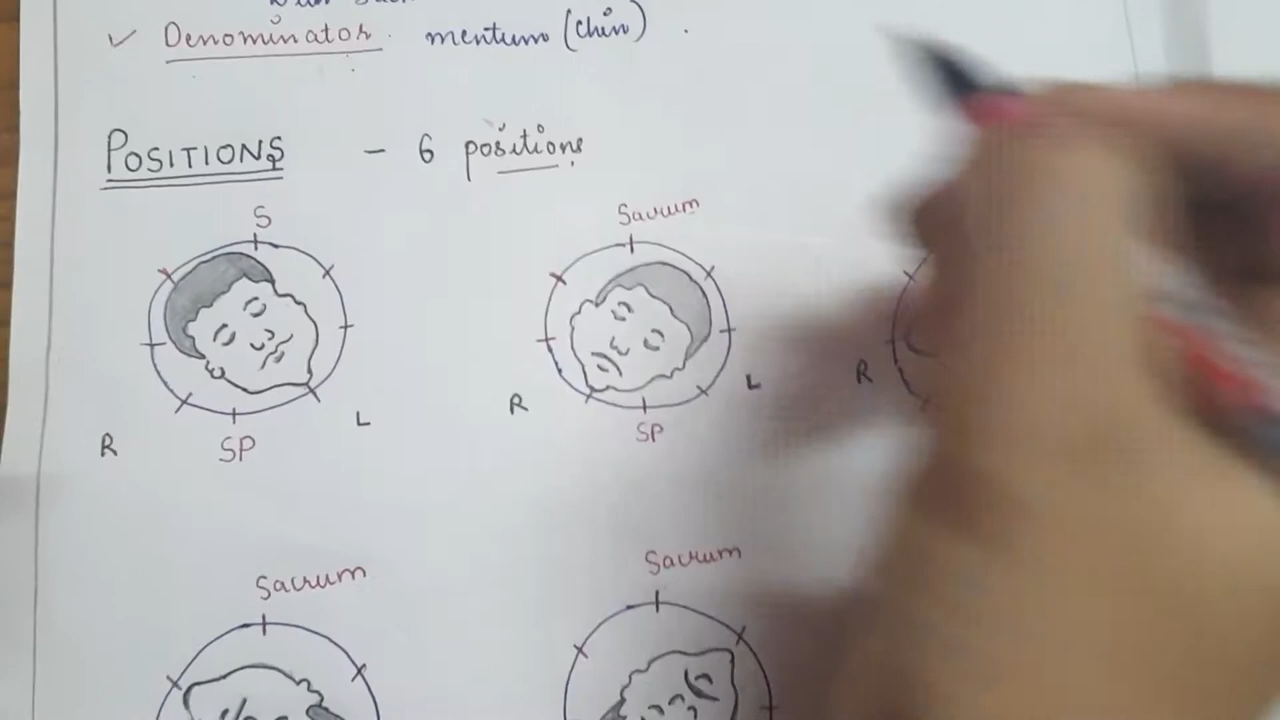 ✓ Denominator. mentum (chin).
POSITIONS - 6 positions
S
Sacrum
R
SP
L
R
SP
L
R
Sacrum
Sacrum